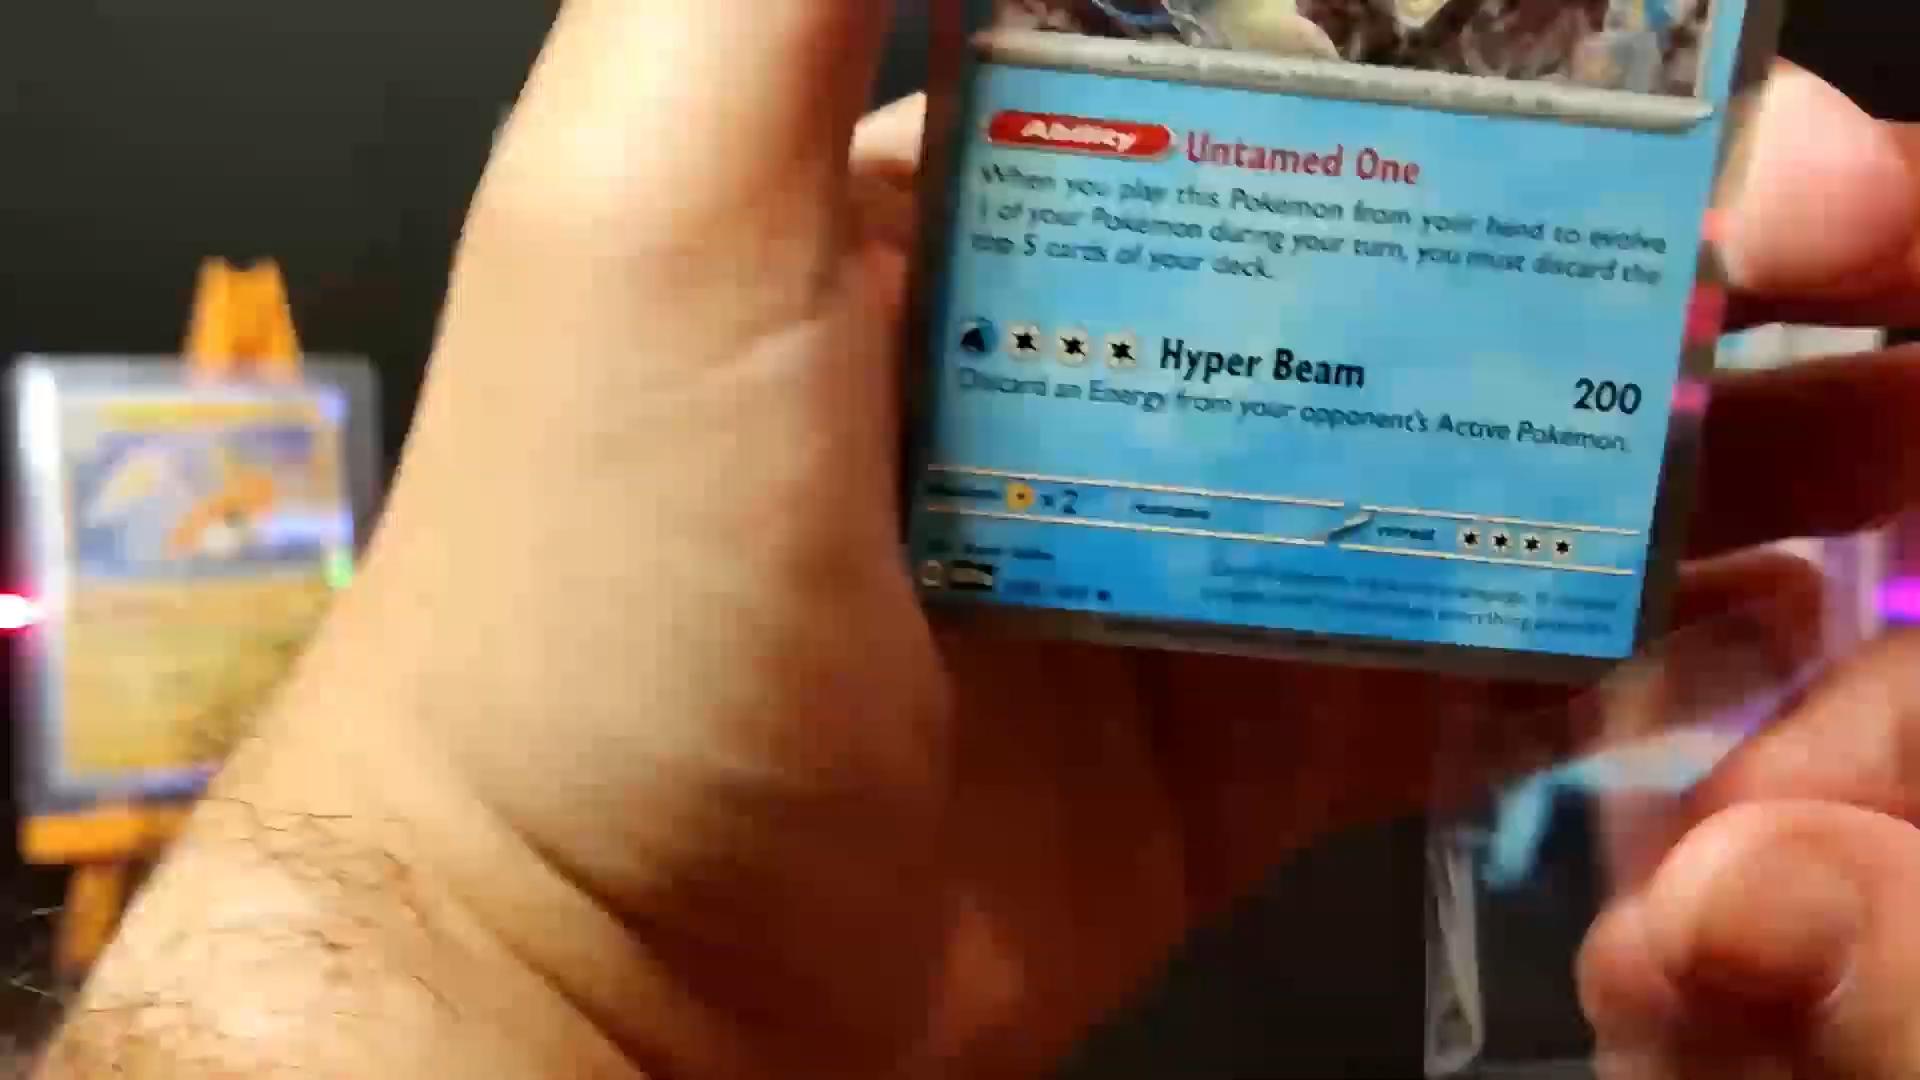 Ability Untamed One
When you play this Pokémon from your hand to evolve
1 of your Pokémon during your turn, you must discard the
top 5 cards of your deck.
Hyper Beam 200
Discard an Energy from your opponent's Active Pokémon.
x2
retreat